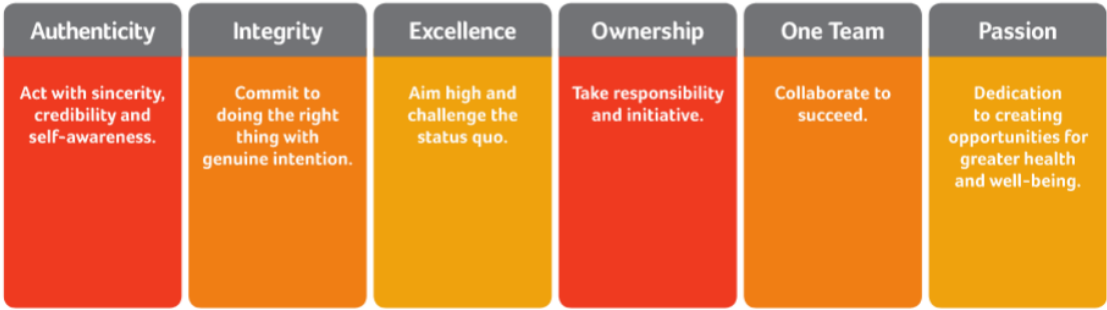 Authenticity
Act with sincerity,
credibility and
self-awareness.
Integrity
Commit to
doing the right
thing with
genuine intention.
Excellence
Aim high and
challenge the
status quo.
Ownership
Take responsibility
and initiative.
One Team
Collaborate to
succeed.
Passion
Dedication
to creating
opportunities for
greater health
and well-being.